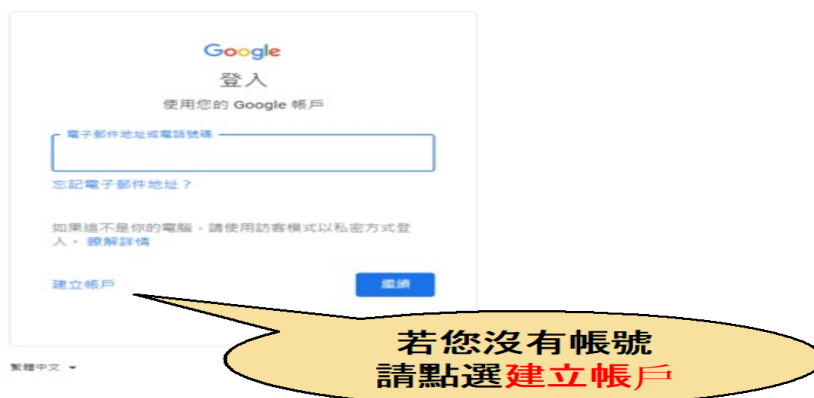 Google
登入
使用您的 Google 帳戶
電子郵件地址或電話號碼
忘記電子郵件地址？
如果這不是你的電腦，請使用訪客模式以私密方式登
入。瞭解詳情
建立帳戶
繼續
若您沒有帳號
請點選建立帳戶
繁體中文